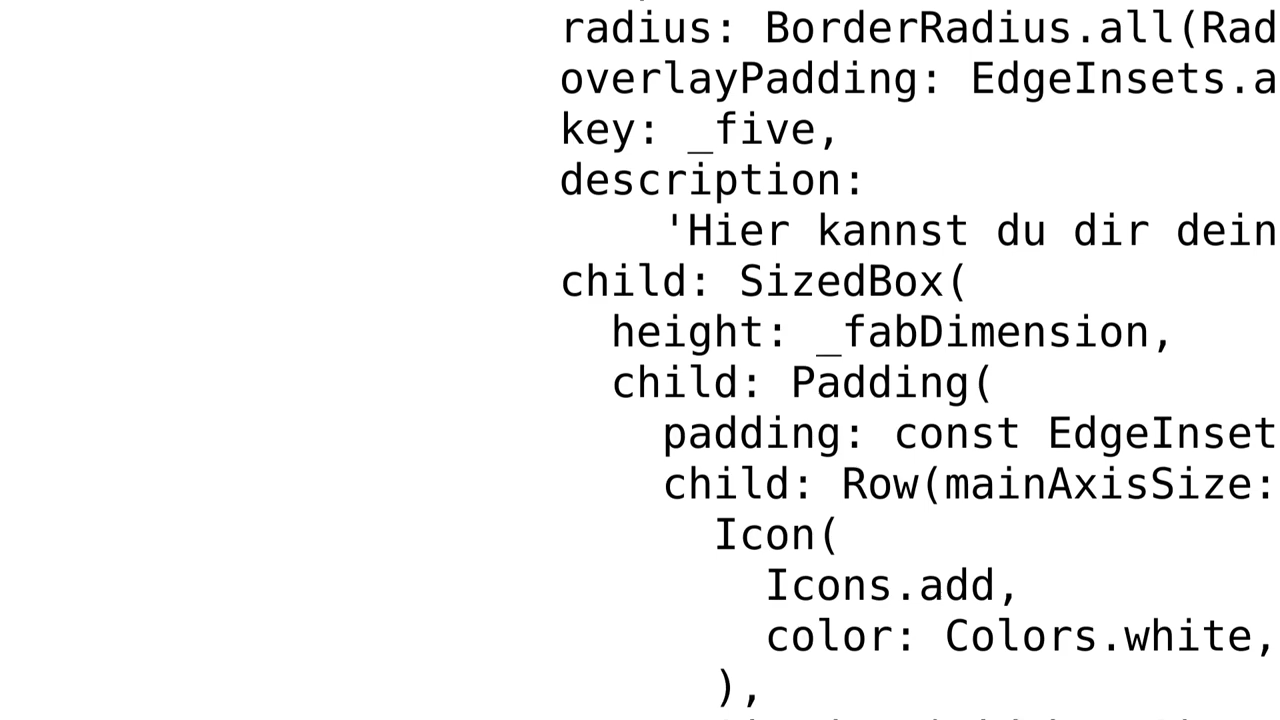 radius: BorderRadius.all(Rad
overlayPadding: EdgeInsets.a
key: _five,
description:
'Hier kannst du dir dein
child: SizedBox(
height: _fabDimension,
child: Padding(
padding: const EdgeInset
child: Row(mainAxisSize:
Icon(
Icons.add,
color: Colors.white,
),